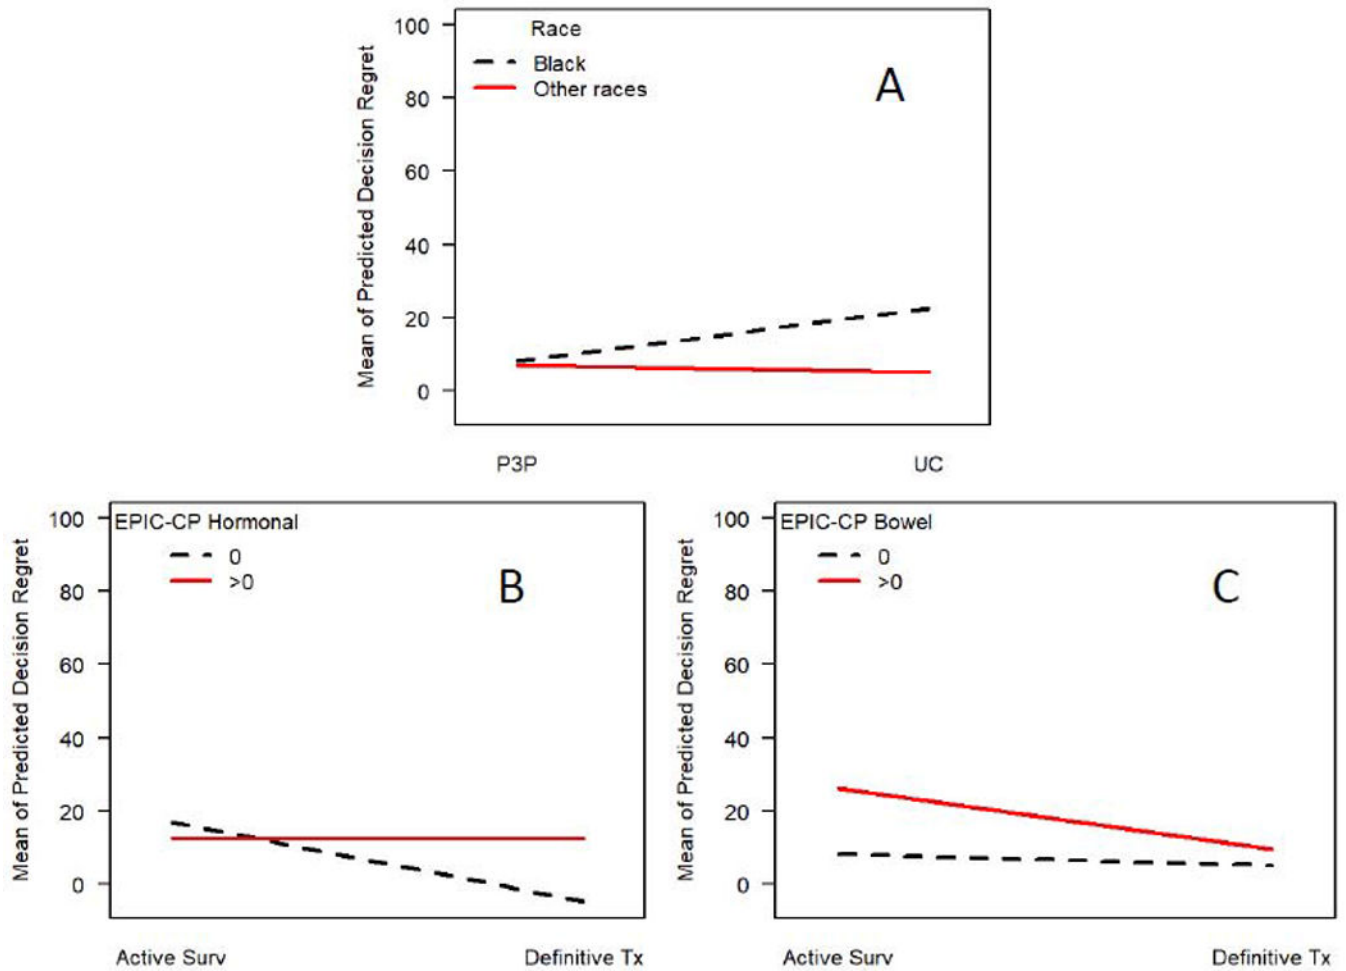 Mean of Predicted Decision Regret
100
80
60
40
20
0
Race
Black
Other races
A
P3P
UC
Mean of Predicted Decision Regret
100
80
60
40
20
0
EPIC-CP Hormonal
0
>0
B
Active Surv
Definitive Tx
Mean of Predicted Decision Regret
100
80
60
40
20
0
EPIC-CP Bowel
0
>0
C
Active Surv
Definitive Tx